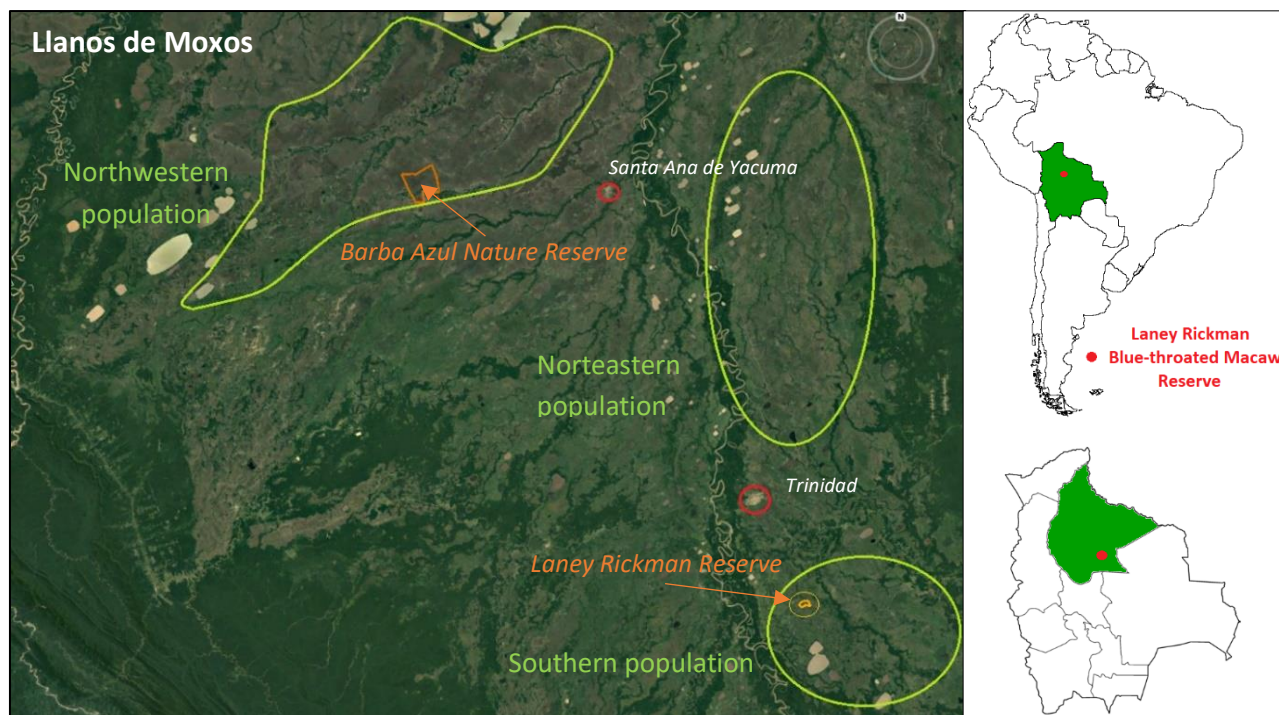 Llanos de Moxos
N
Santa Ana de Yacuma
Northwestern
population
Barba Azul Nature Reserve
Norteastern
population
Trinidad
Laney Rickman Reserve
Southern population
Laney Rickman
Blue-throated Macaw
Reserve